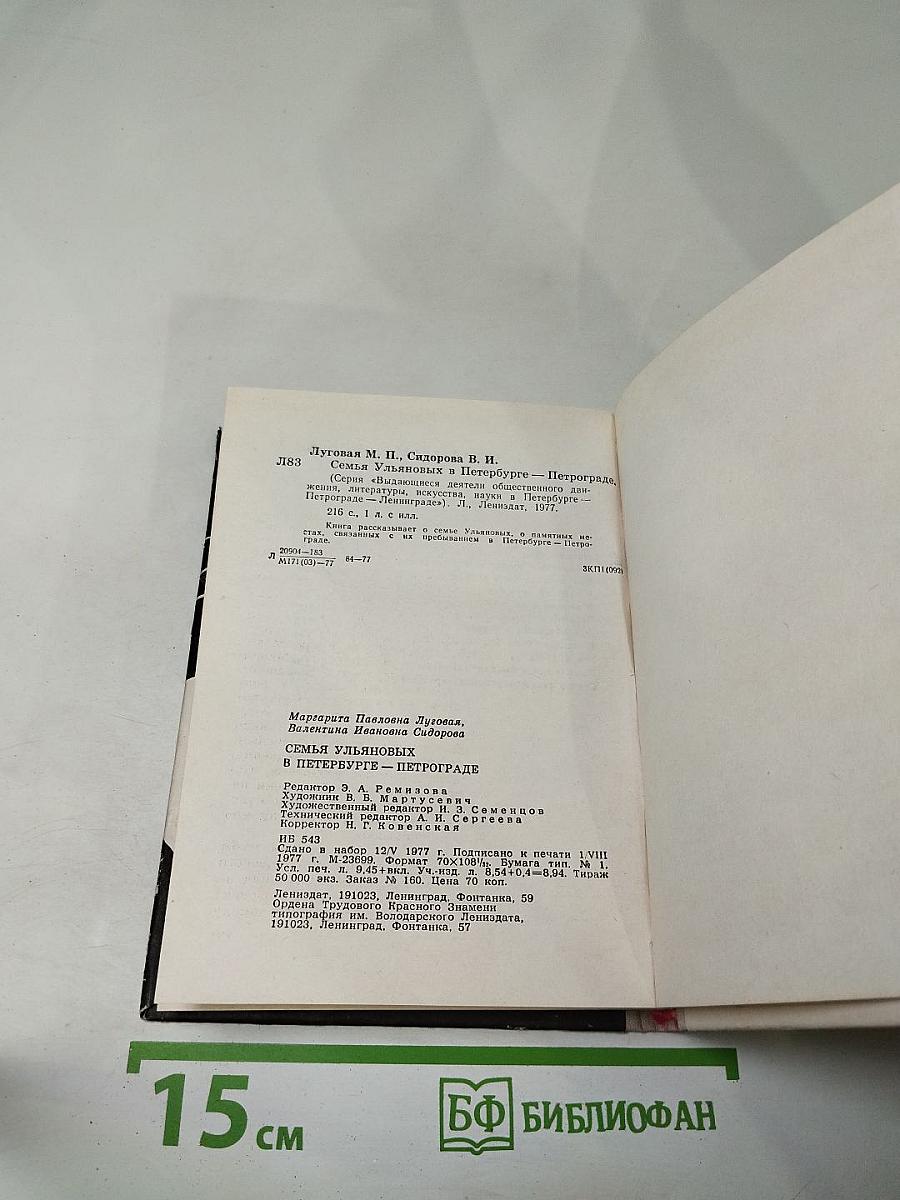 Луговая М. П., Сидорова В. И.
Л83 Семья Ульяновых в Петербурге — Петрограде.
(Серия «Выдающиеся деятели общественного дви-
жения, литературы, искусства, науки в Петербурге —
Петрограде — Ленинграде»). Л., Лениздат, 1977.
216 с., 1 л. с илл.
Книга рассказывает о семье Ульяновых, о памятных ме-
стах, связанных с их пребыванием в Петербурге — Петро-
граде.
Л 20904—183 84—77
М171(03)—77
3КП1(092)
Маргарита Павловна Луговая,
Валентина Ивановна Сидорова
СЕМЬЯ УЛЬЯНОВЫХ
В ПЕТЕРБУРГЕ — ПЕТРОГРАДЕ
Редактор Э. А. Ремизова
Художник В. Б. Мартусевич
Художественный редактор И. З. Семенцов
Технический редактор А. И. Сергеева
Корректор Н. Г. Ковенская
ИБ 543
Сдано в набор 12/V 1977 г. Подписано к печати 1/VIII
1977 г. М-23699. Формат 70×108¹/₃₂. Бумага тип. № 1.
Усл. печ. л. 9,45+вкл. Уч.-изд. л. 8,54+0,4=8,94. Тираж
50 000 экз. Заказ № 160. Цена 70 коп.
Лениздат, 191023, Ленинград, Фонтанка, 59
Ордена Трудового Красного Знамени
типография им. Володарского Лениздата,
191023, Ленинград, Фонтанка, 57
15 см
БФ БИБЛИОФАН